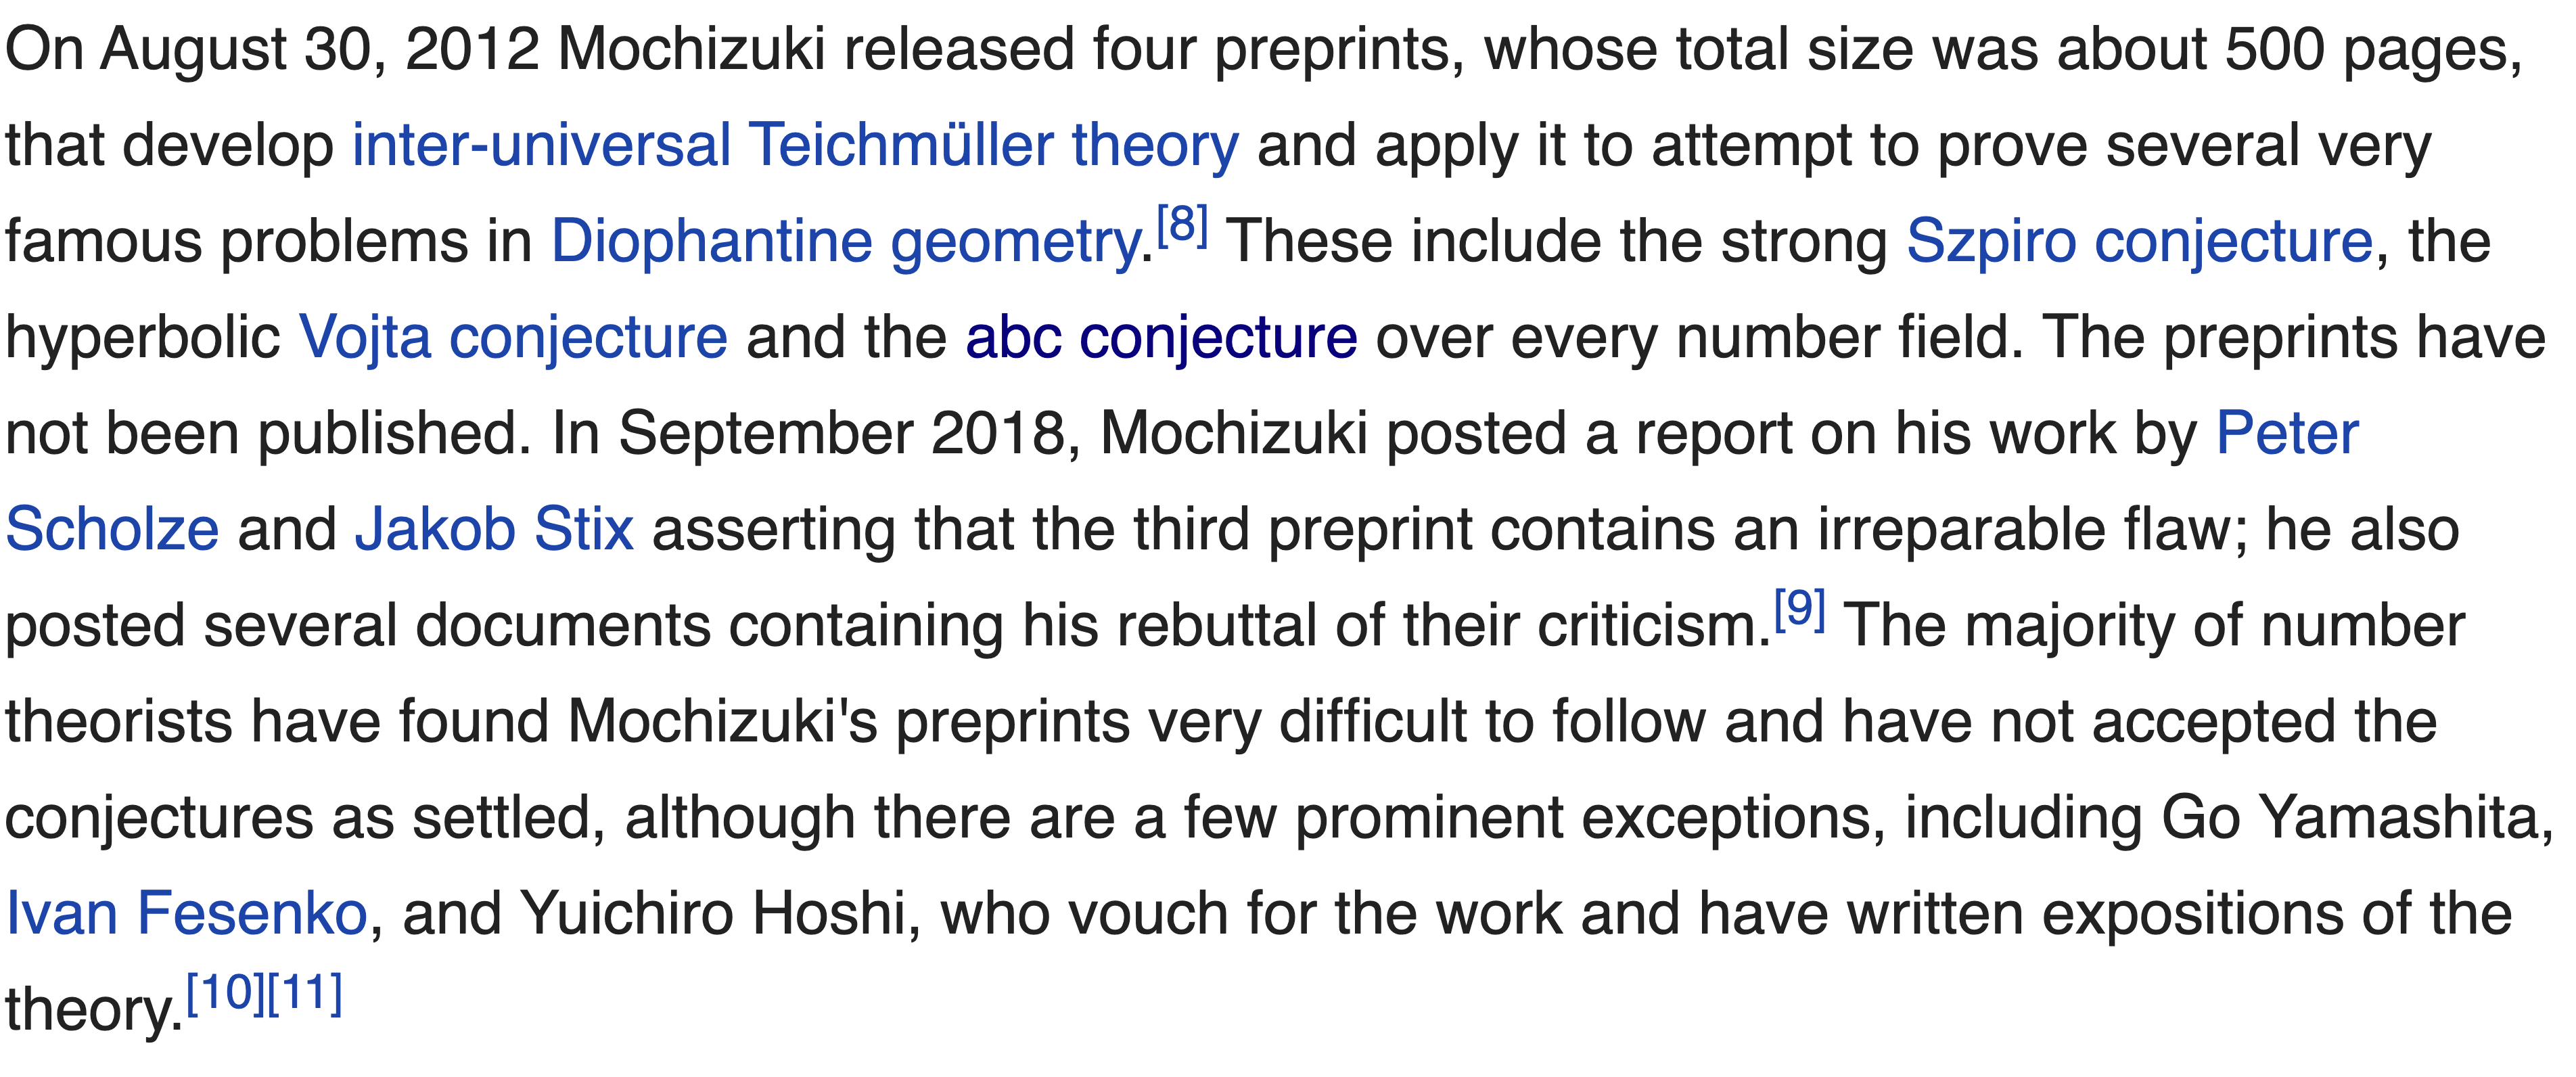 On August 30, 2012 Mochizuki released four preprints, whose total size was about 500 pages,
that develop inter-universal Teichmüller theory and apply it to attempt to prove several very
famous problems in Diophantine geometry.[8] These include the strong Szpiro conjecture, the
hyperbolic Vojta conjecture and the abc conjecture over every number field. The preprints have
not been published. In September 2018, Mochizuki posted a report on his work by Peter
Scholze and Jakob Stix asserting that the third preprint contains an irreparable flaw; he also
posted several documents containing his rebuttal of their criticism.[9] The majority of number
theorists have found Mochizuki's preprints very difficult to follow and have not accepted the
conjectures as settled, although there are a few prominent exceptions, including Go Yamashita,
Ivan Fesenko, and Yuichiro Hoshi, who vouch for the work and have written expositions of the
theory.[10][11]